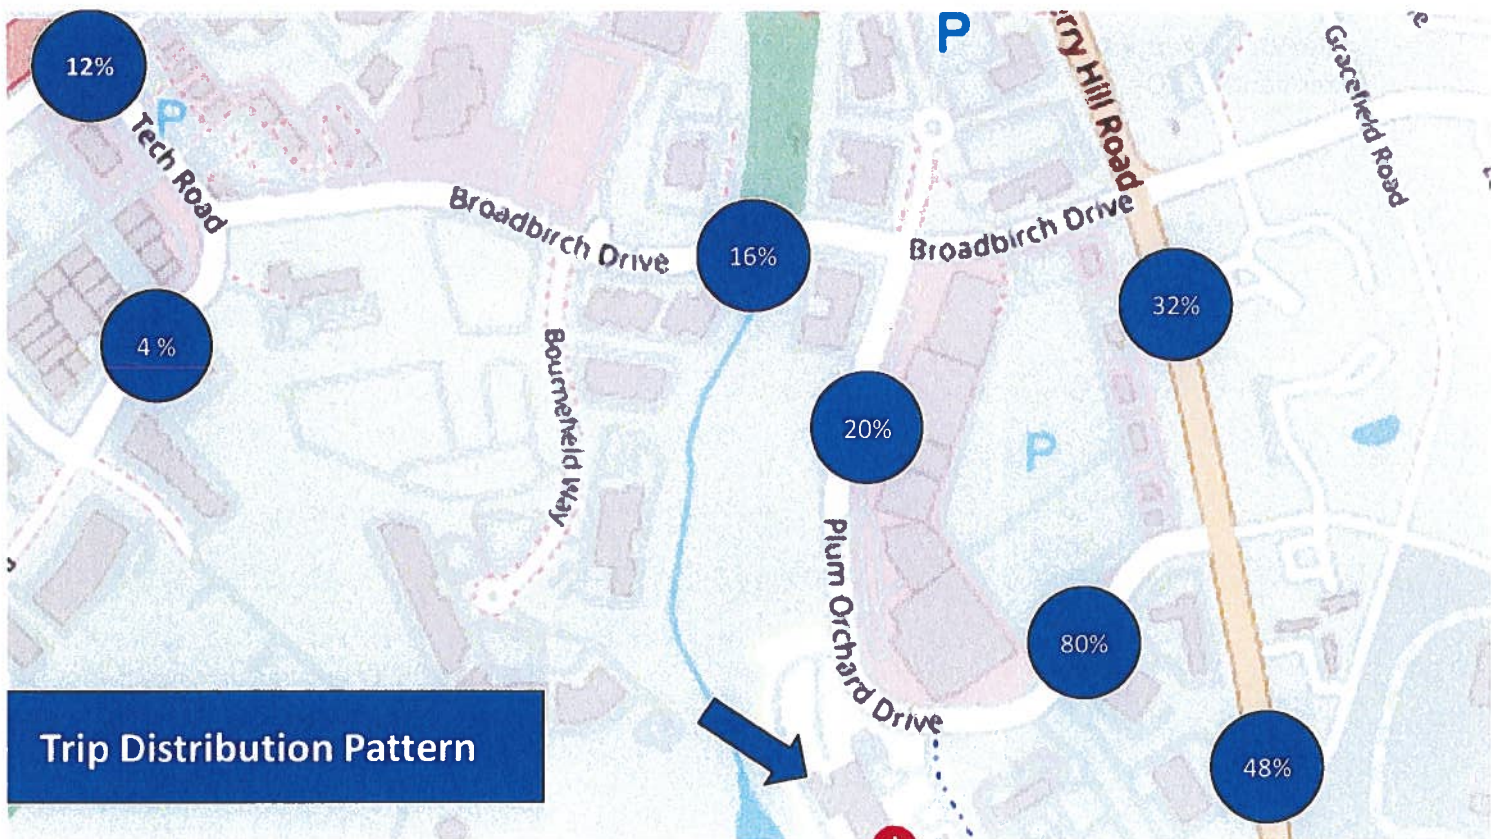 12%
P
P
Tech Road
rry Hill Road
Gracefield Road
Broadbirch Drive
16%
Broadbirch Drive
32%
4 %
Bournefield Way
20%
P
Plum Orchard Drive
80%
Trip Distribution Pattern
48%